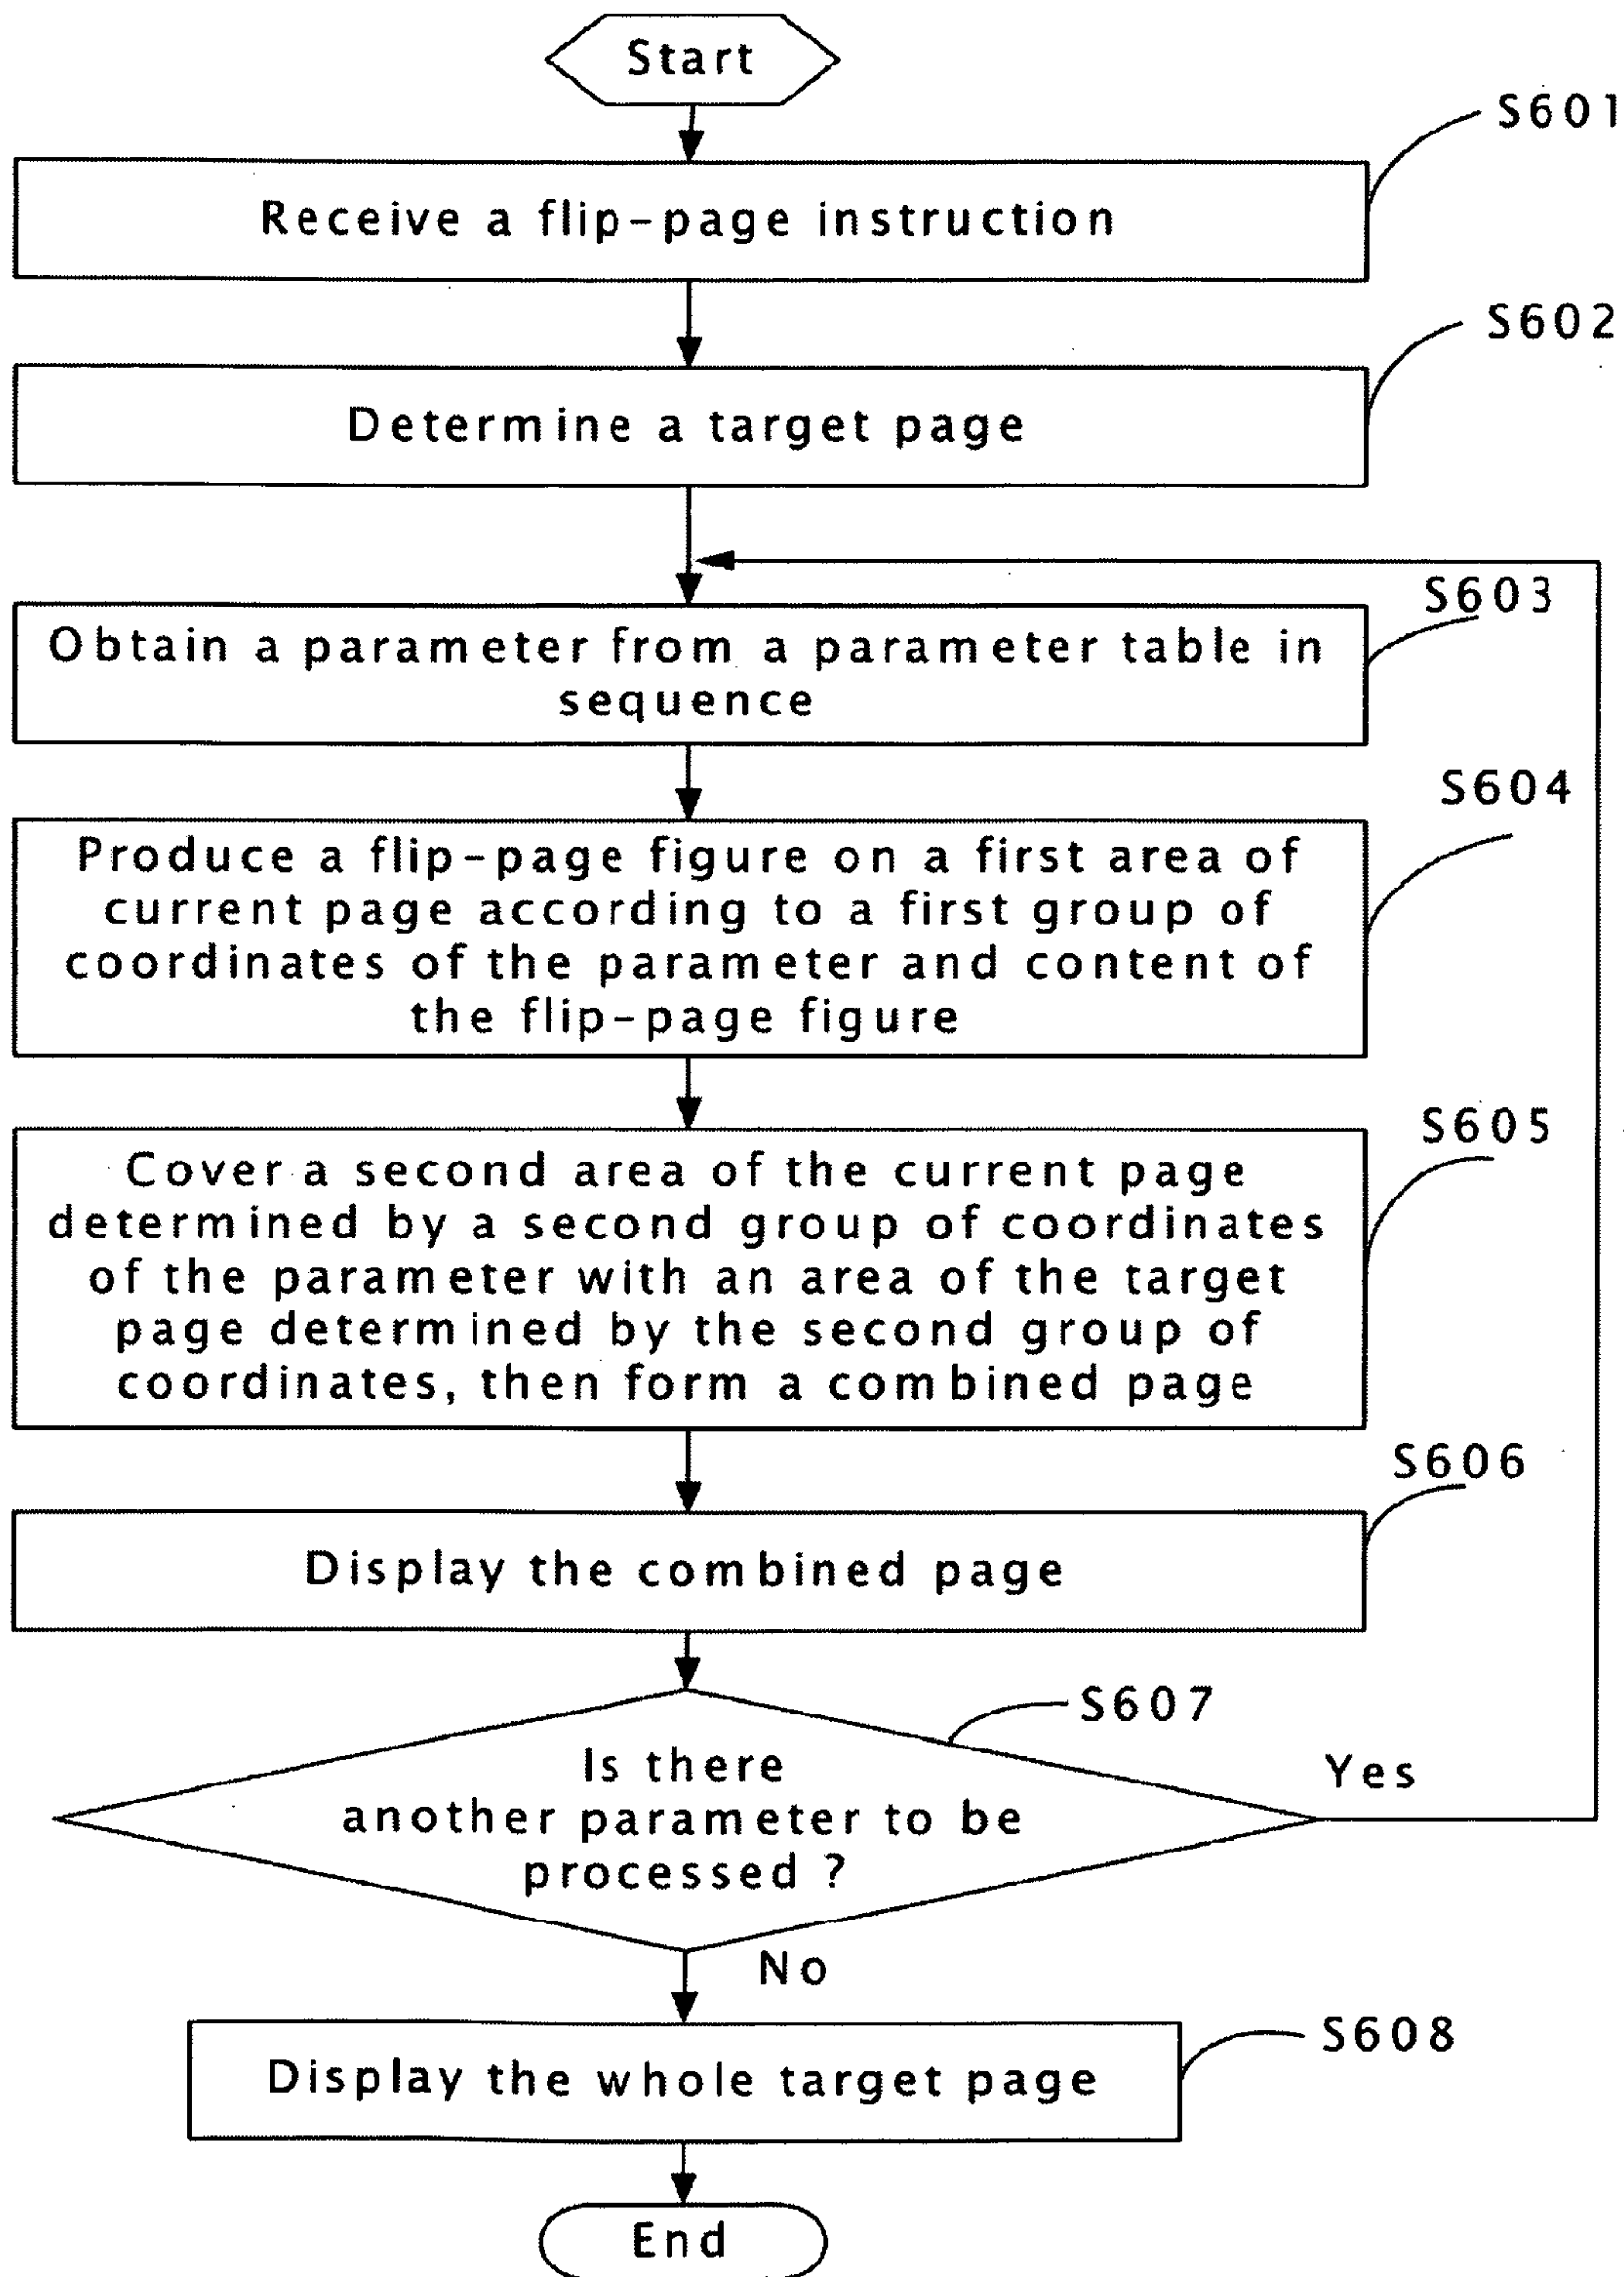 Start
S601
Receive a flip-page instruction
S602
Determine a target page
S603
Obtain a parameter from a parameter table in
sequence
S604
Produce a flip-page figure on a first area of
current page according to a first group of
coordinates of the parameter and content of
the flip-page figure
S605
Cover a second area of the current page
determined by a second group of coordinates
of the parameter with an area of the target
page determined by the second group of
coordinates, then form a combined page
S606
Display the combined page
S607
Is there
another parameter to be
processed ?
Yes
No
S608
Display the whole target page
End